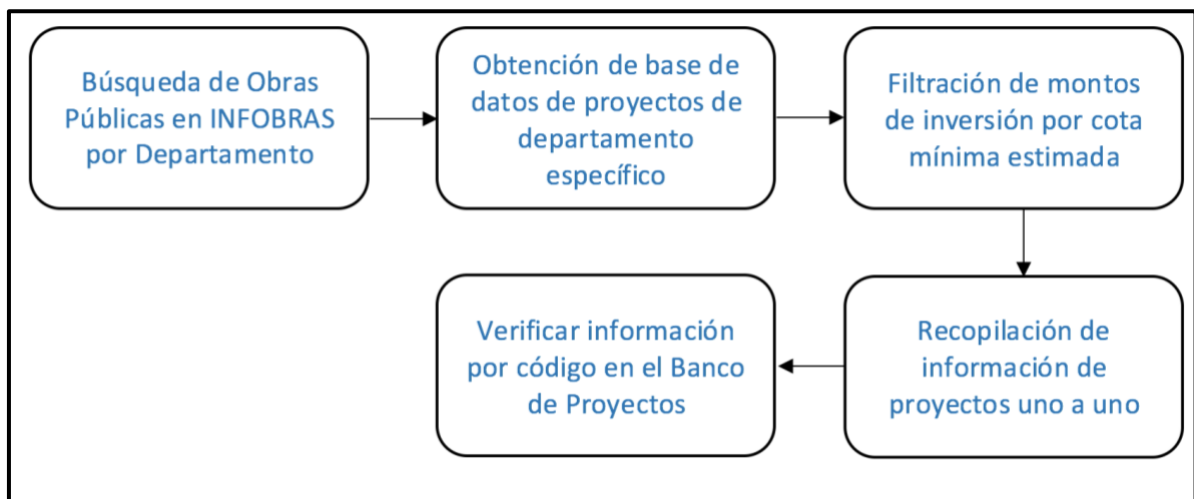 Búsqueda de Obras
Públicas en INFOBRAS
por Departamento
Obtención de base de
datos de proyectos de
departamento
específico
Filtración de montos
de inversión por cota
mínima estimada
Recopilación de
información de
proyectos uno a uno
Verificar información
por código en el Banco
de Proyectos